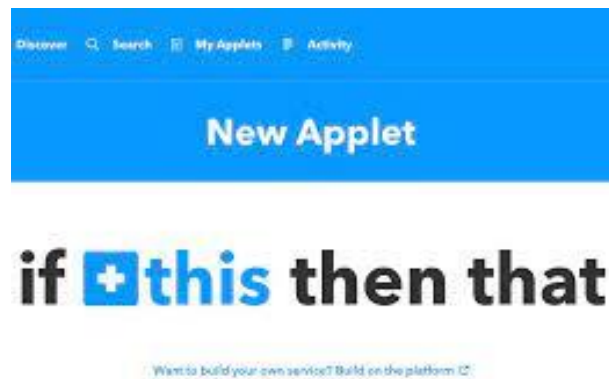 Discover Search My Applets Activity
New Applet
if this then that
Want to build your own service? Build on the platform